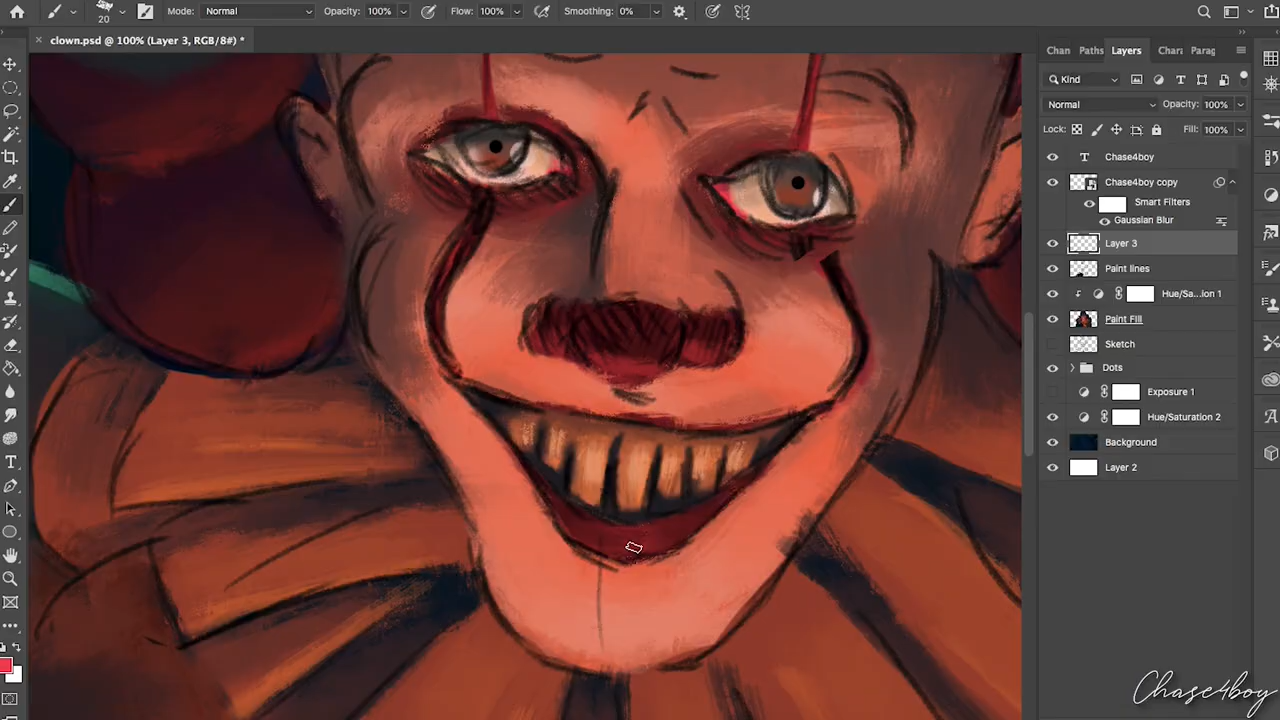 20 Mode: Normal Opacity: 100% Flow: 100% Smoothing: 0%
× clown.psd @ 100% (Layer 3, RGB/8#) *
Chan Paths Layers Chara Parag
Kind
Normal Opacity: 100%
Lock: Fill: 100%
T Chase4boy
Chase4boy copy
Smart Filters
Gaussian Blur
Layer 3
Paint lines
Hue/Sa...ion 1
Paint Fill
Sketch
Dots
Exposure 1
Hue/Saturation 2
Background
Layer 2
Chase4boy